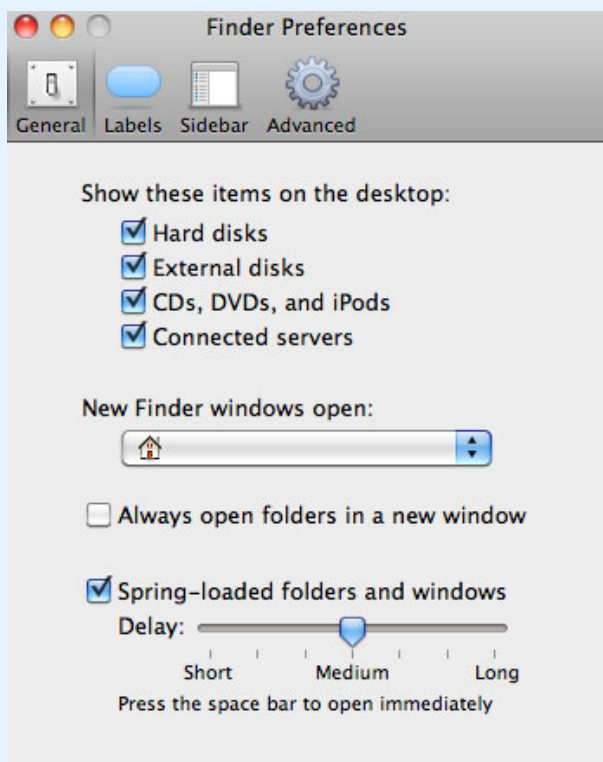 Finder Preferences
General Labels Sidebar Advanced
Show these items on the desktop:
Hard disks
External disks
CDs, DVDs, and iPods
Connected servers
New Finder windows open:
Always open folders in a new window
Spring-loaded folders and windows
Delay:
Short Medium Long
Press the space bar to open immediately